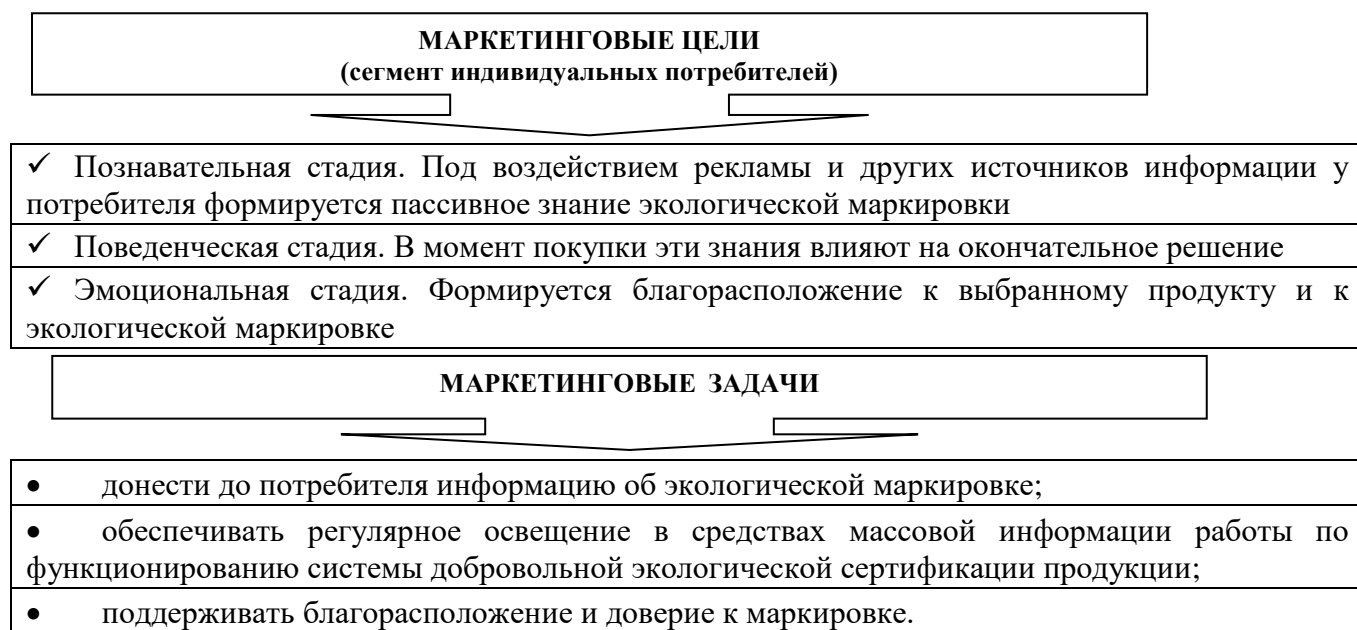 МАРКЕТИНГОВЫЕ ЦЕЛИ
(сегмент индивидуальных потребителей)
✓ Познавательная стадия. Под воздействием рекламы и других источников информации у
потребителя формируется пассивное знание экологической маркировки
✓ Поведенческая стадия. В момент покупки эти знания влияют на окончательное решение
✓ Эмоциональная стадия. Формируется благорасположение к выбранному продукту и к
экологической маркировке
МАРКЕТИНГОВЫЕ ЗАДАЧИ
• донести до потребителя информацию об экологической маркировке;
• обеспечивать регулярное освещение в средствах массовой информации работы по
функционированию системы добровольной экологической сертификации продукции;
• поддерживать благорасположение и доверие к маркировке.